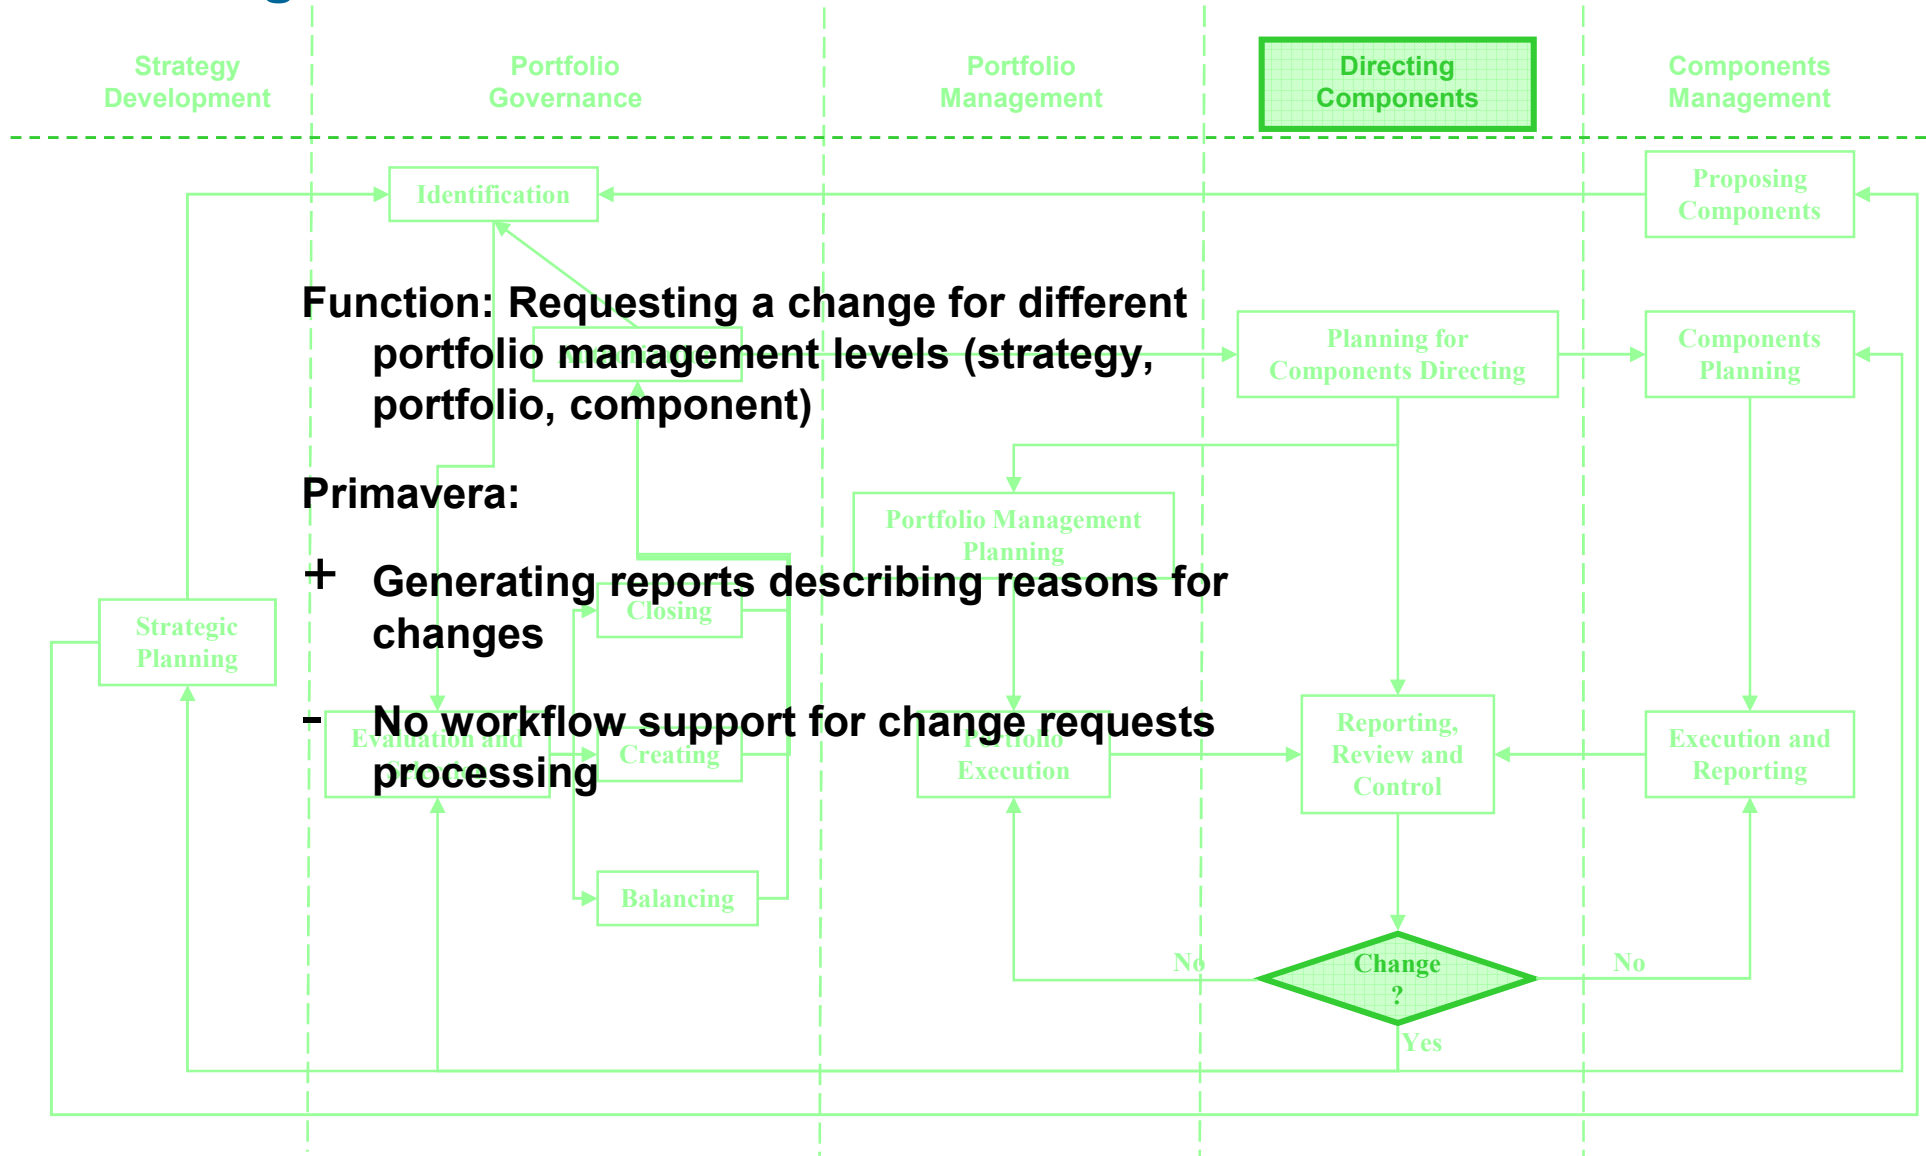 Strategy
Development
Portfolio
Governance
Portfolio
Management
Directing
Components
Components
Management
Identification
Proposing
Components
Function: Requesting a change for different
portfolio management levels (strategy,
portfolio, component)
Planning for
Components Directing
Components
Planning
Primavera:
Portfolio Management
Planning
+ Generating reports describing reasons for
changes
Closing
Strategic
Planning
- No workflow support for change requests
processing
Evaluation and
Creating
Portfolio
Execution
Reporting,
Review and
Control
Execution and
Reporting
Balancing
No
Change
?
No
Yes